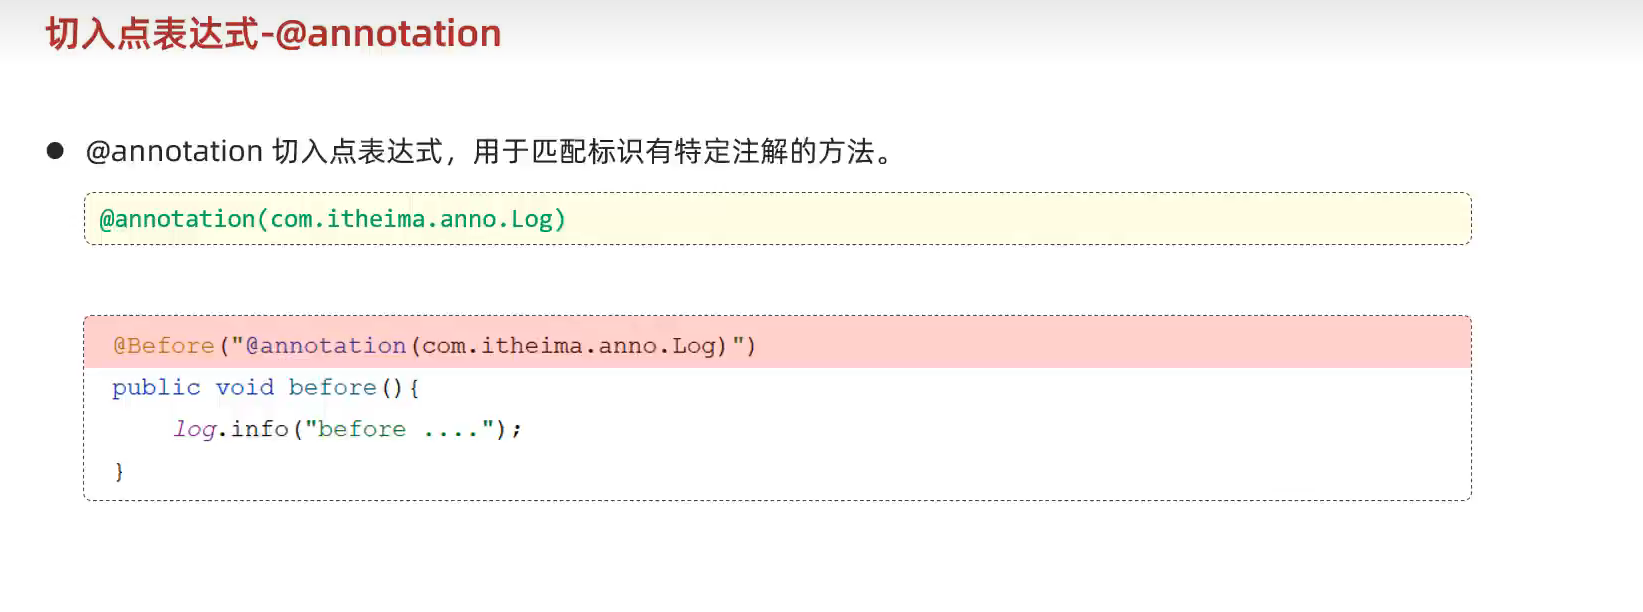 切入点表达式-@annotation
@annotation 切入点表达式，用于匹配标识有特定注解的方法。
@annotation(com.itheima.anno.Log)
@Before("@annotation(com.itheima.anno.Log)")
public void before(){
    log.info("before ....");
}